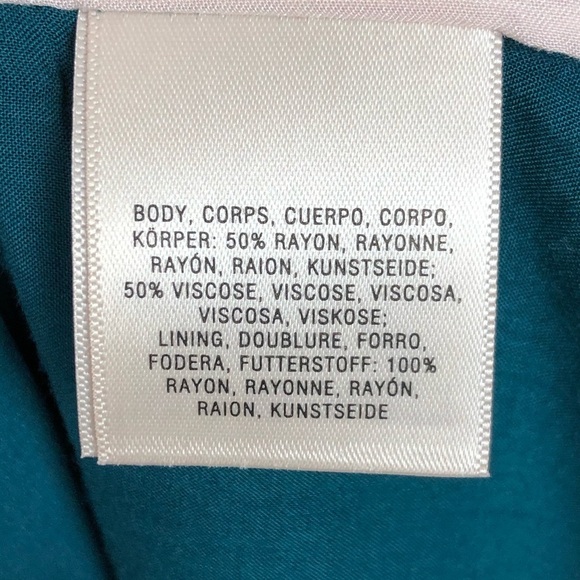 BODY, CORPS, CUERPO, CORPO,
KÖRPER: 50% RAYON, RAYONNE,
RAYÓN, RAION, KUNSTSEIDE;
50% VISCOSE, VISCOSE, VISCOSA,
VISCOSA, VISKOSE;
LINING, DOUBLURE, FORRO,
FODERA, FUTTERSTOFF: 100%
RAYON, RAYONNE, RAYÓN,
RAION, KUNSTSEIDE